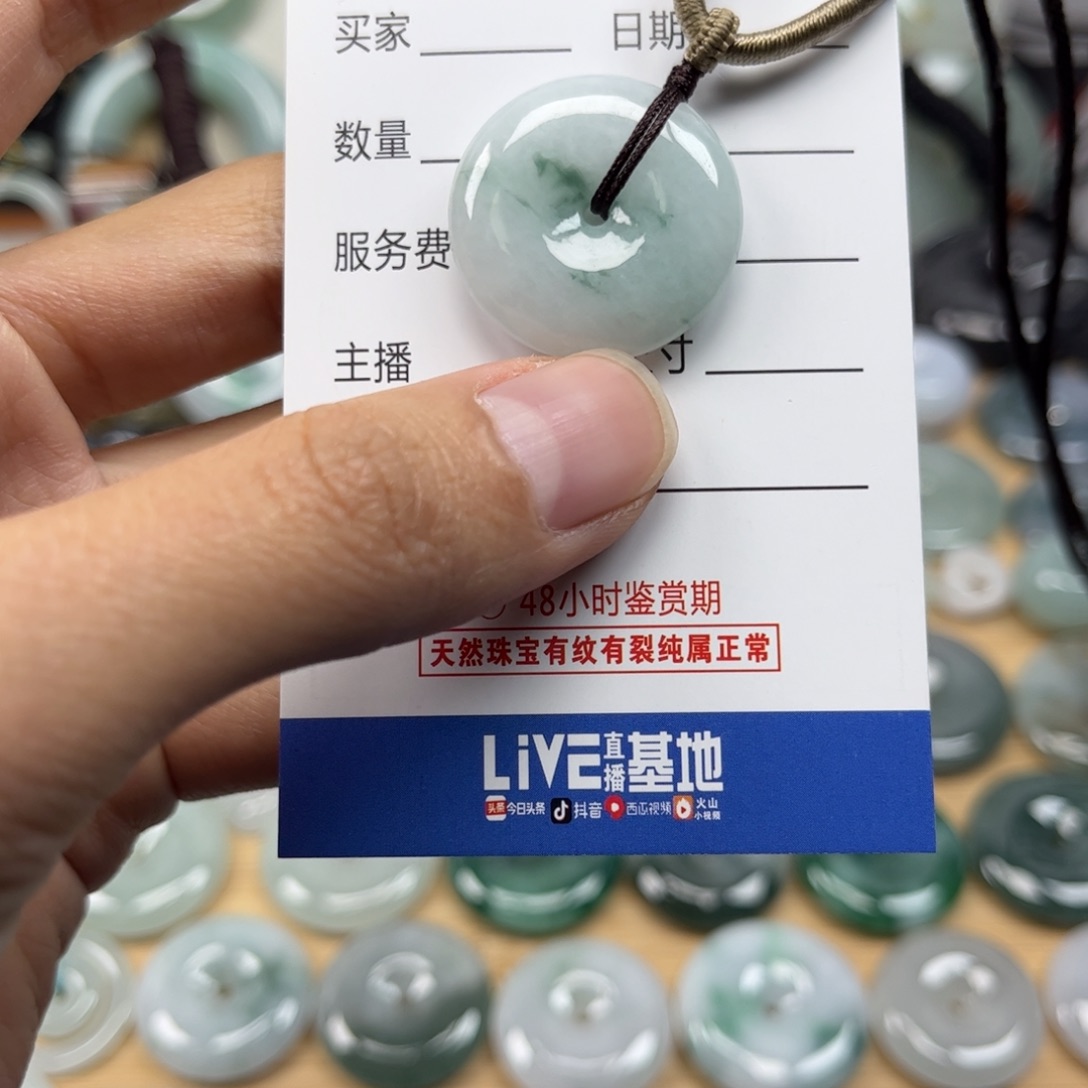 买家 日期
数量
服务费
主播 寸
48小时鉴赏期
天然珠宝有纹有裂纯属正常
LiVE直播基地
头条 今日头条 抖音 西瓜视频 火山小视频